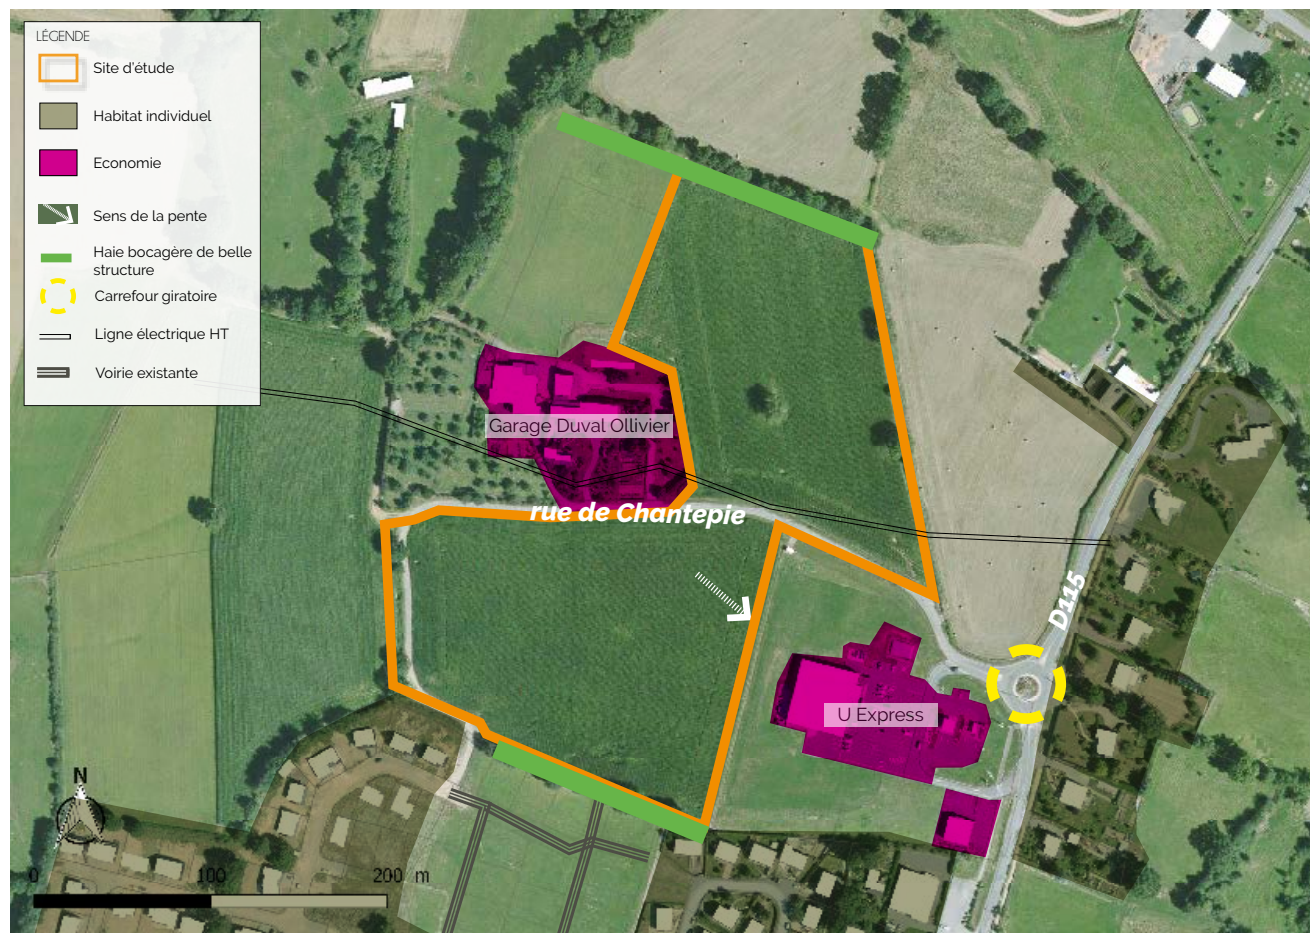 LÉGENDE
Site d'étude
Habitat individuel
Economie
Sens de la pente
Haie bocagère de belle
structure
Carrefour giratoire
Ligne électrique HT
Voirie existante
Garage Duval Ollivier
rue de Chantepie
D115
U Express
N
0 100 200 m